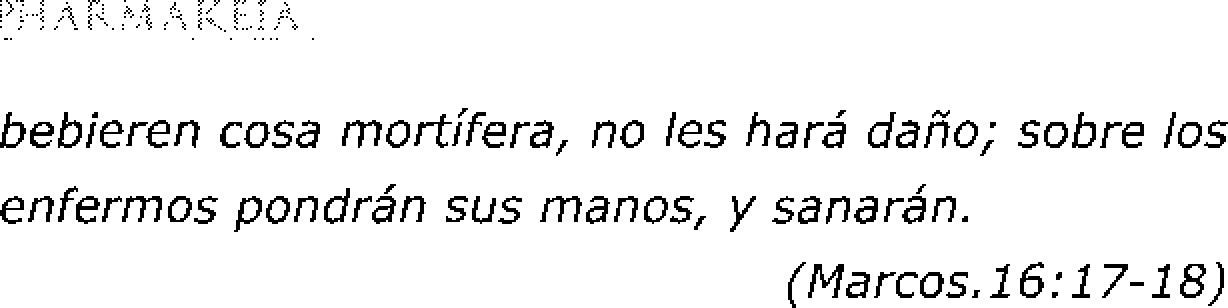 PHARMAKEIA
bebieren cosa mortífera, no les hará daño; sobre los
enfermos pondrán sus manos, y sanarán.
(Marcos.16:17-18)